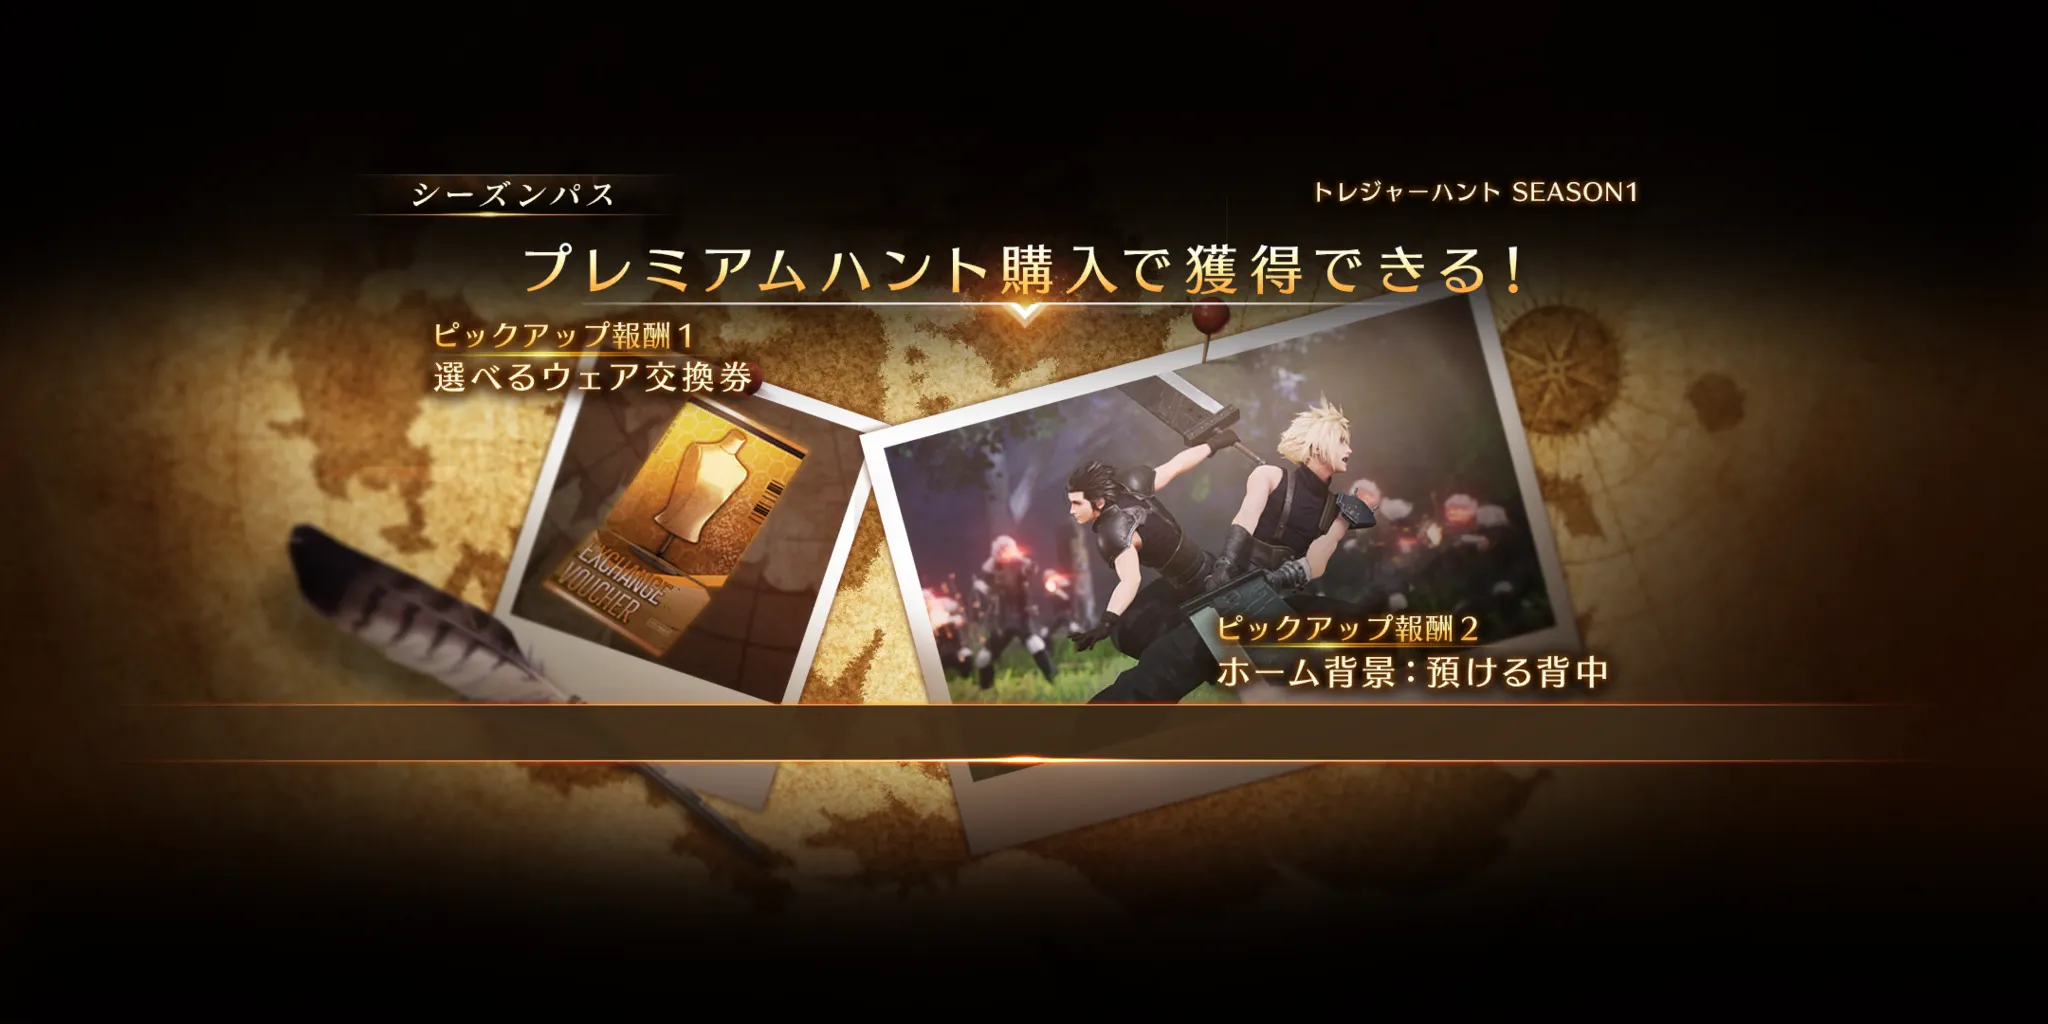 シーズンパス
トレジャーハント SEASON1
プレミアムハント購入で獲得できる！
ピックアップ報酬1
選べるウェア交換券
EXCHANGE
VOUCHER
ピックアップ報酬2
ホーム背景：預ける背中